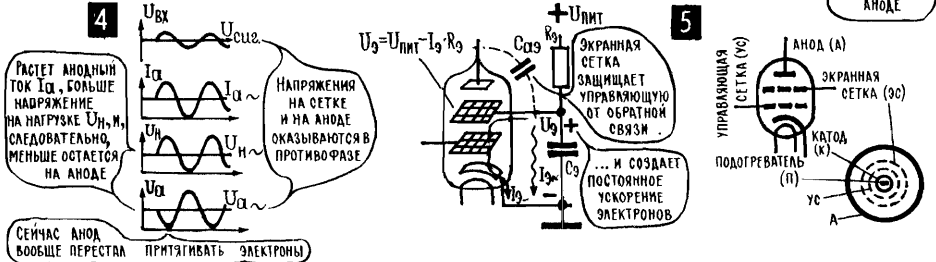 4
Uвх
Uсиг.
Iа
Iа~
Uн
Uн~
Uа
Uа~
РАСТЕТ АНОДНЫЙ
ТОК Iа, БОЛЬШЕ
НАПРЯЖЕНИЕ
НА НАГРУЗКЕ Uн, И,
СЛЕДОВАТЕЛЬНО,
МЕНЬШЕ ОСТАЕТСЯ
НА АНОДЕ
НАПРЯЖЕНИЯ
НА СЕТКЕ
И НА АНОДЕ
ОКАЗЫВАЮТСЯ В
ПРОТИВОФАЗЕ
СЕЙЧАС АНОД
ВООБЩЕ ПЕРЕСТАЛ ПРИТЯГИВАТЬ ЭЛЕКТРОНЫ
Uэ=Uпит-Iэ·Rэ
Cаэ
+Uпит
Rэ
ЭКРАННАЯ
СЕТКА
ЗАЩИЩАЕТ
УПРАВЛЯЮЩУЮ
ОТ ОБРАТНОЙ
СВЯЗИ...
Uэ +
Cэ
Iэ~
Iэ-
-
... И СОЗДАЕТ
ПОСТОЯННОЕ
УСКОРЕНИЕ
ЭЛЕКТРОНОВ
5
АНОДЕ
АНОД (А)
УПРАВЛЯЮЩАЯ
СЕТКА (УС)
ЭКРАННАЯ
СЕТКА (ЭС)
КАТОД
(К)
ПОДОГРЕВАТЕЛЬ
(П)
УС
А